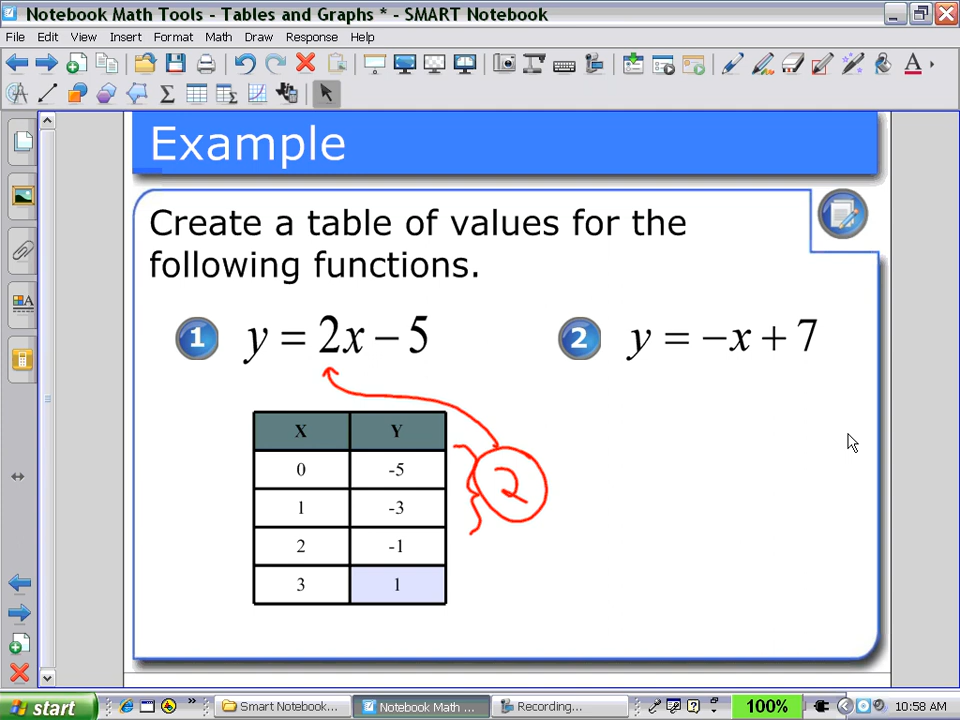 Notebook Math Tools - Tables and Graphs * - SMART Notebook
File Edit View Insert Format Math Draw Response Help
Example
Create a table of values for the
following functions.
1 y = 2x − 5
2 y = −x + 7
X Y
0 -5
1 -3
2 -1
3 1
2
start
Smart Notebook...
Notebook Math ...
Recording...
100%
10:58 AM